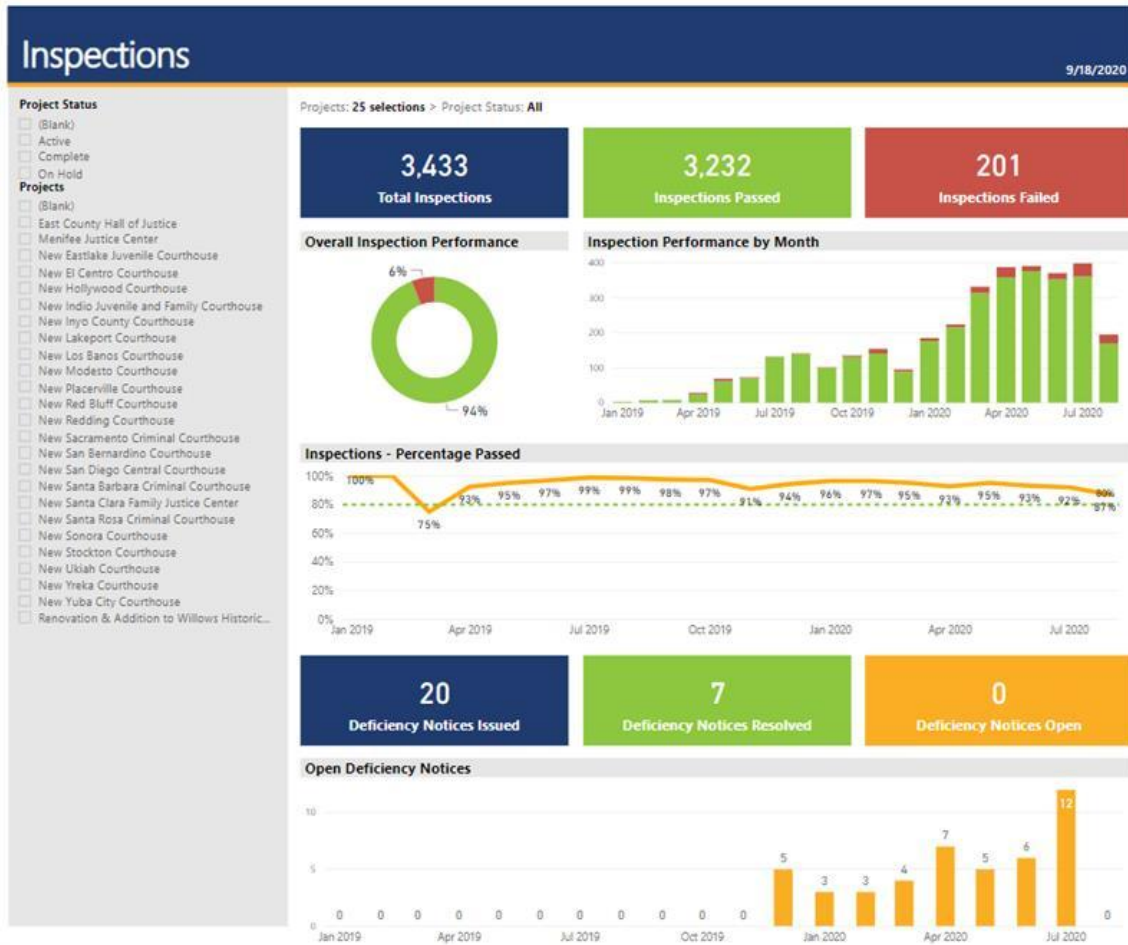 Inspections
9/18/2020
Project Status
(Blank)
Active
Complete
On Hold
Projects
(Blank)
East County Hall of Justice
Menifee Justice Center
New Eastlake Juvenile Courthouse
New El Centro Courthouse
New Hollywood Courthouse
New Indio Juvenile and Family Courthouse
New Inyo County Courthouse
New Lakeport Courthouse
New Los Banos Courthouse
New Modesto Courthouse
New Placerville Courthouse
New Red Bluff Courthouse
New Redding Courthouse
New Sacramento Criminal Courthouse
New San Bernardino Courthouse
New San Diego Central Courthouse
New Santa Barbara Criminal Courthouse
New Santa Clara Family Justice Center
New Santa Rosa Criminal Courthouse
New Sonora Courthouse
New Stockton Courthouse
New Ukiah Courthouse
New Yreka Courthouse
New Yuba City Courthouse
Renovation & Addition to Willows Historic...
Projects: 25 selections > Project Status: All
3,433
Total Inspections
3,232
Inspections Passed
201
Inspections Failed
Overall Inspection Performance
6%
94%
Inspection Performance by Month
400
300
200
100
0
Jan 2019 Apr 2019 Jul 2019 Oct 2019 Jan 2020 Apr 2020 Jul 2020
Inspections - Percentage Passed
100%
80%
60%
40%
20%
0%
100% 75% 93% 95% 97% 99% 99% 98% 97% 91% 94% 96% 97% 95% 93% 95% 93% 92% 80% 87%
Jan 2019 Apr 2019 Jul 2019 Oct 2019 Jan 2020 Apr 2020 Jul 2020
20
Deficiency Notices Issued
7
Deficiency Notices Resolved
0
Deficiency Notices Open
Open Deficiency Notices
10
5
0
0 0 0 0 0 0 0 0 0 0 0 5 3 3 4 7 5 6 12 0
Jan 2019 Apr 2019 Jul 2019 Oct 2019 Jan 2020 Apr 2020 Jul 2020